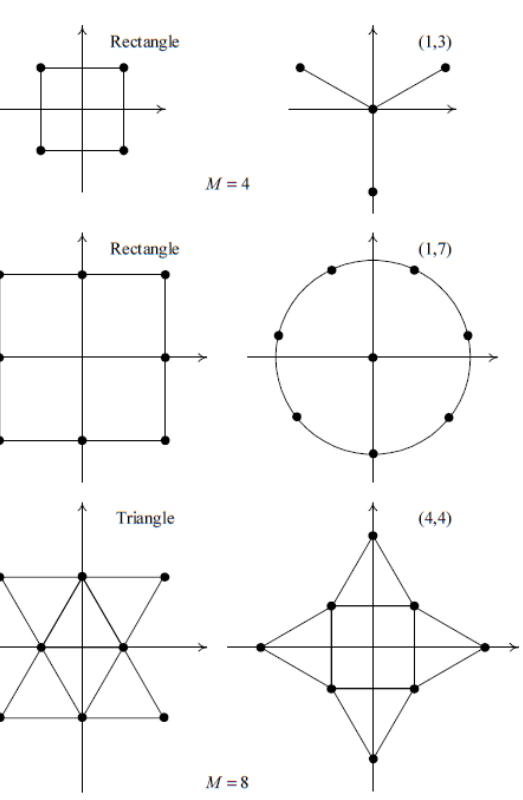 Rectangle
(1,3)
M = 4
Rectangle
(1,7)
Triangle
(4,4)
M = 8